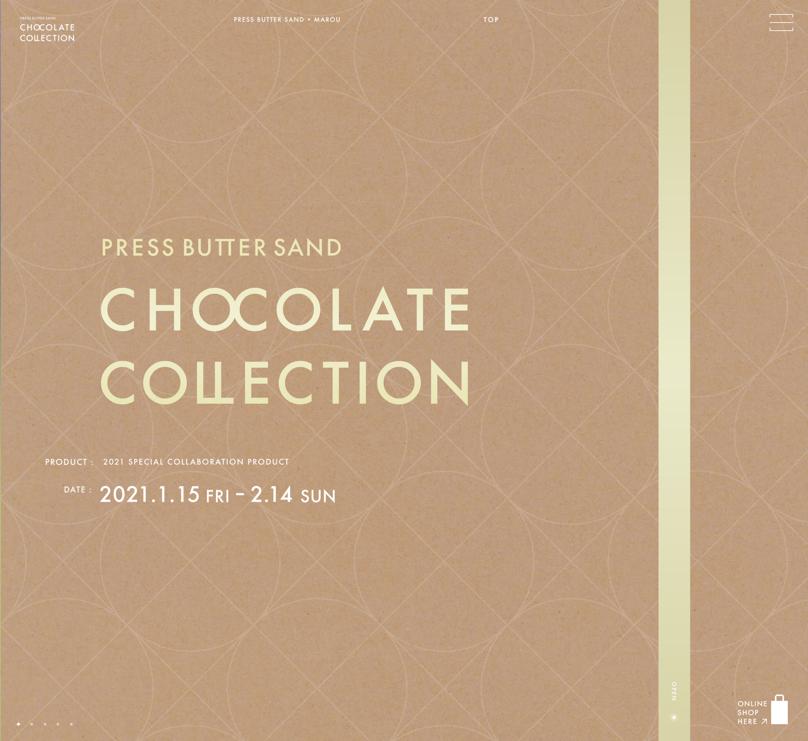 PRESS BUTTER SAND
CHOCOLATE
COLLECTION
PRESS BUTTER SAND × MAROU
TOP
PRESS BUTTER SAND
CHOCOLATE
COLLECTION
PRODUCT : 2021 SPECIAL COLLABORATION PRODUCT
DATE : 2021.1.15 FRI – 2.14 SUN
OPEN
ONLINE
SHOP
HERE